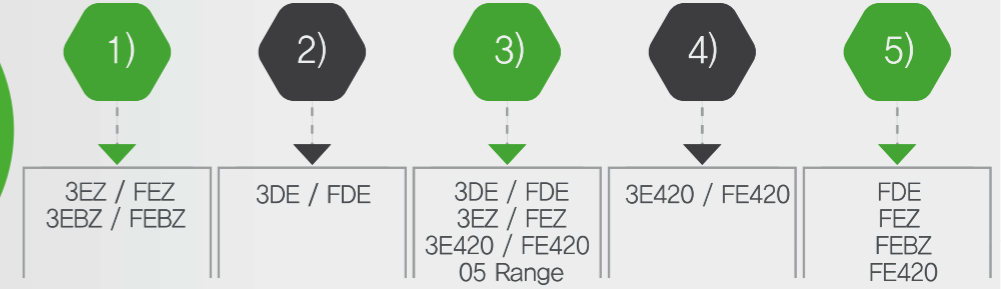 1)
2)
3)
4)
5)
3EZ / FEZ
3EBZ / FEBZ
3DE / FDE
3DE / FDE
3EZ / FEZ
3E420 / FE420
05 Range
3E420 / FE420
FDE
FEZ
FEBZ
FE420